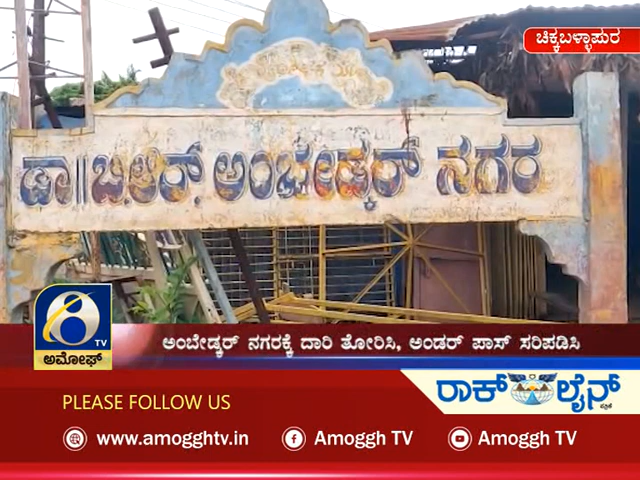 ಚಿಕ್ಕಬಳ್ಳಾಪುರ
ಡಾ||ಬಿ.ಆರ್. ಅಂಬೇಡ್ಕರ್ ನಗರ
TV
ಅಮೋಘ್
ಅಂಬೇಡ್ಕರ್ ನಗರಕ್ಕೆ ದಾರಿ ತೋರಿಸಿ, ಅಂಡರ್ ಪಾಸ್ ಸರಿಪಡಿಸಿ
PLEASE FOLLOW US
ರಾಕ್ ಲೈನ್
www.amogghtv.in
Amoggh TV
Amoggh TV